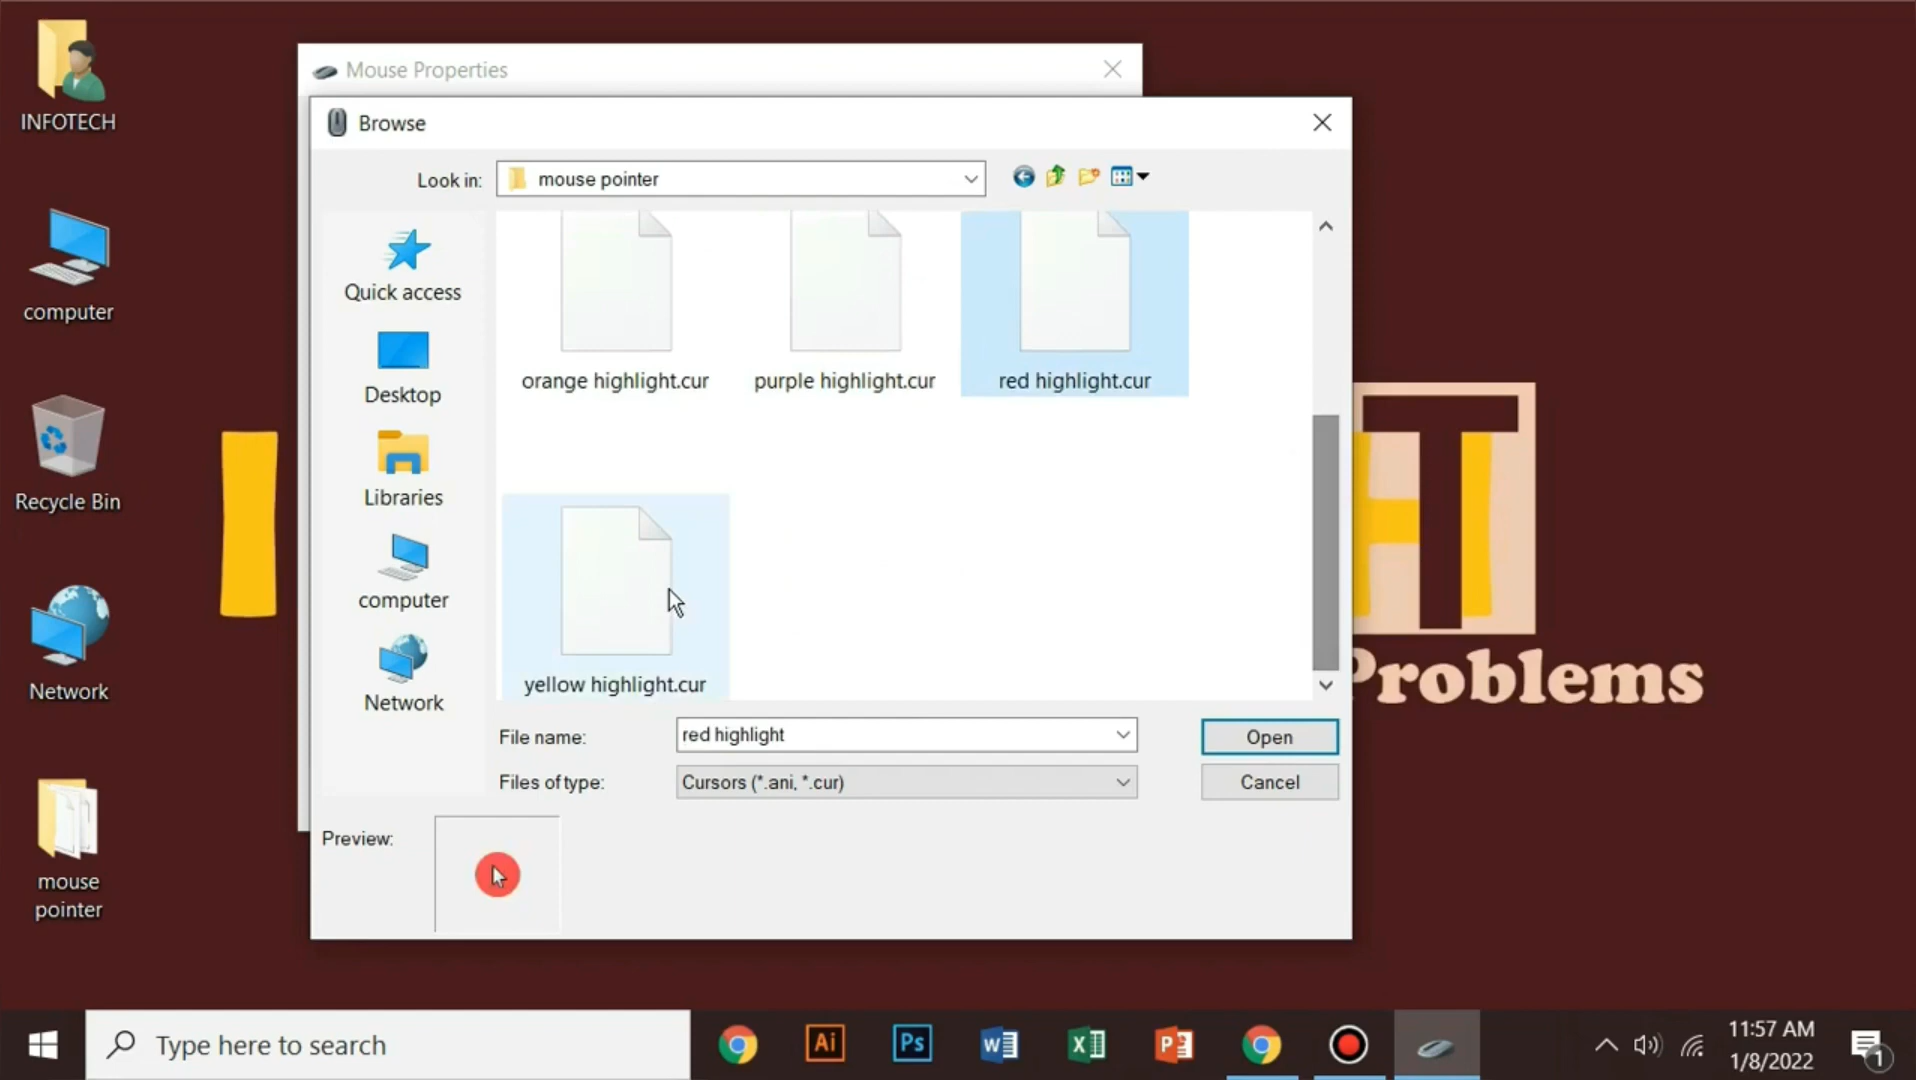 INFOTECH
computer
Recycle Bin
Network
mouse
pointer
Mouse Properties
Browse
Look in:
mouse pointer
Quick access
Desktop
Libraries
computer
Network
orange highlight.cur
purple highlight.cur
red highlight.cur
yellow highlight.cur
File name:
red highlight
Open
Files of type:
Cursors (*.ani, *.cur)
Cancel
Preview:
I
HT
Problems
Type here to search
Ai
Ps
W
X
P
11:57 AM
1/8/2022
1